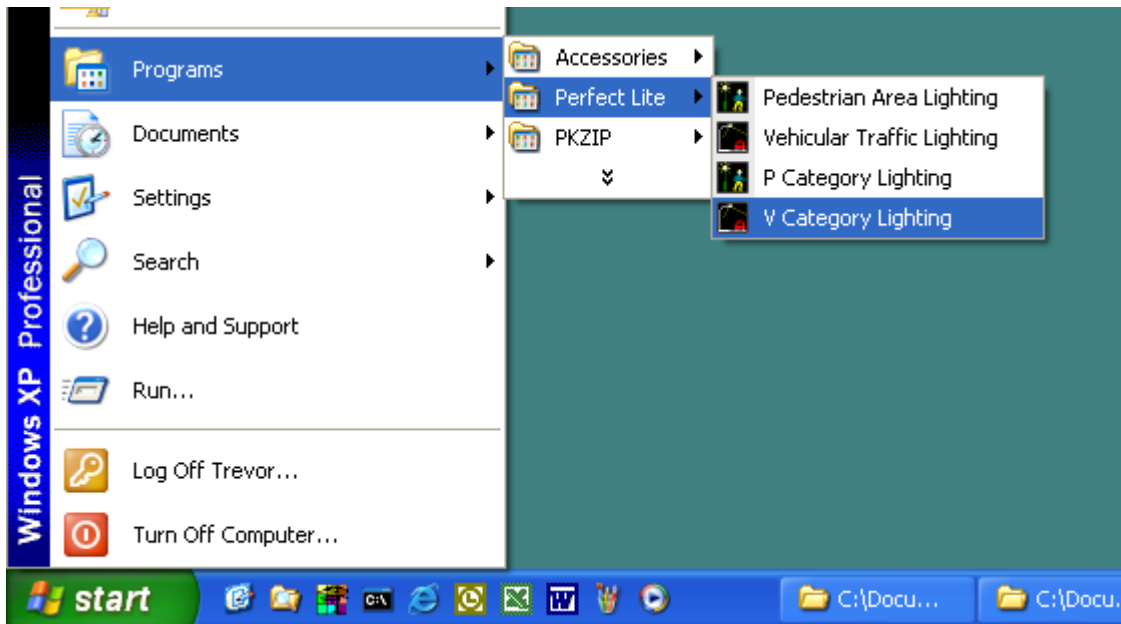 Programs
Documents
Settings
Search
Help and Support
Run...
Log Off Trevor...
Turn Off Computer...
Windows XP Professional
Accessories
Perfect Lite
PKZIP
Pedestrian Area Lighting
Vehicular Traffic Lighting
P Category Lighting
V Category Lighting
start
C:\
C:\Docu...
C:\Docu.